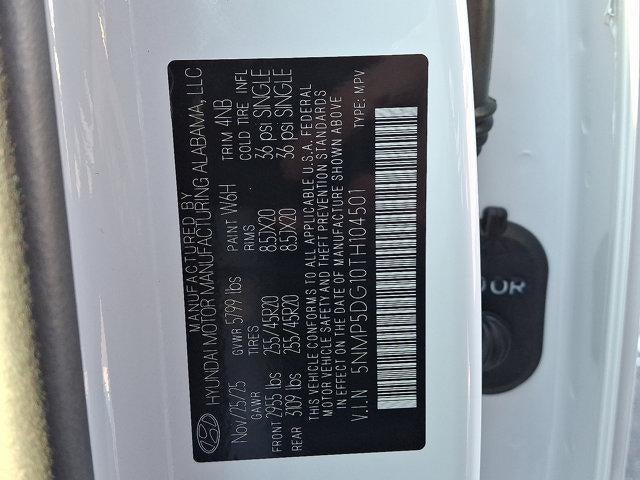 MANUFACTURED BY
HYUNDAI MOTOR MANUFACTURING ALABAMA, LLC
Nov/25/25 GVWR 5799 lbs PAINT W6H TRIM 4NB
GAWR TIRES RIMS COLD TIRE INFL
FRONT 2955 lbs 255/45R20 8.5JX20 36 psi SINGLE
REAR 3109 lbs 255/45R20 8.5JX20 36 psi SINGLE
THIS VEHICLE CONFORMS TO ALL APPLICABLE U.S.A. FEDERAL
MOTOR VEHICLE SAFETY AND THEFT PREVENTION STANDARDS
IN EFFECT ON THE DATE OF MANUFACTURE SHOWN ABOVE
V.I.N 5NMP5DG10TH104501 TYPE: MPV